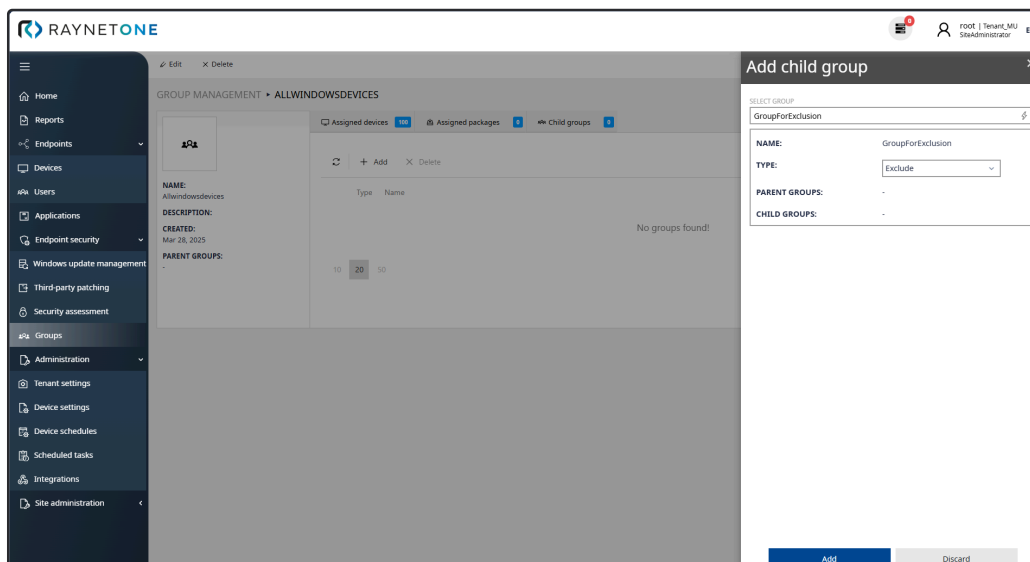 RAYNETONE
0
root | Tenant_MU
SiteAdministrator
E
Edit
Delete
GROUP MANAGEMENT ▸ ALLWINDOWSDEVICES
Home
Reports
Endpoints
Devices
Users
Applications
Endpoint security
Windows update management
Third-party patching
Security assessment
Groups
Administration
Tenant settings
Device settings
Device schedules
Scheduled tasks
Integrations
Site administration
NAME:
Allwindowsdevices
DESCRIPTION:
CREATED:
Mar 28, 2025
PARENT GROUPS:
-
Assigned devices 100
Assigned packages 0
Child groups 0
+ Add
Delete
Type Name
No groups found!
10 20 50
Add child group
SELECT GROUP
GroupForExclusion
NAME: GroupForExclusion
TYPE: Exclude
PARENT GROUPS: -
CHILD GROUPS: -
Add
Discard